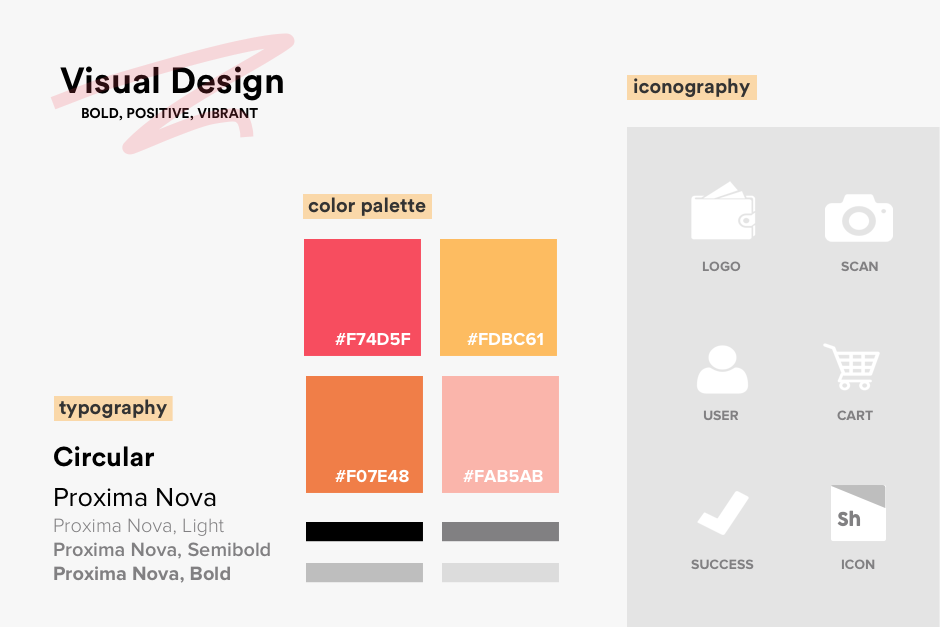 Visual Design
BOLD, POSITIVE, VIBRANT
iconography
color palette
#F74D5F
#FDBC61
#F07E48
#FAB5AB
typography
Circular
Proxima Nova
Proxima Nova, Light
Proxima Nova, Semibold
Proxima Nova, Bold
LOGO
SCAN
USER
CART
Sh
SUCCESS
ICON